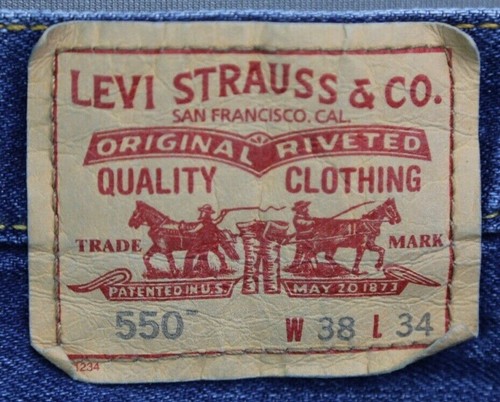 LEVI STRAUSS & CO.
SAN FRANCISCO, CAL.
ORIGINAL RIVETED
QUALITY CLOTHING
TRADE MARK
PATENTED IN U.S. MAY 20 1873
550™ W 38 L 34
1234